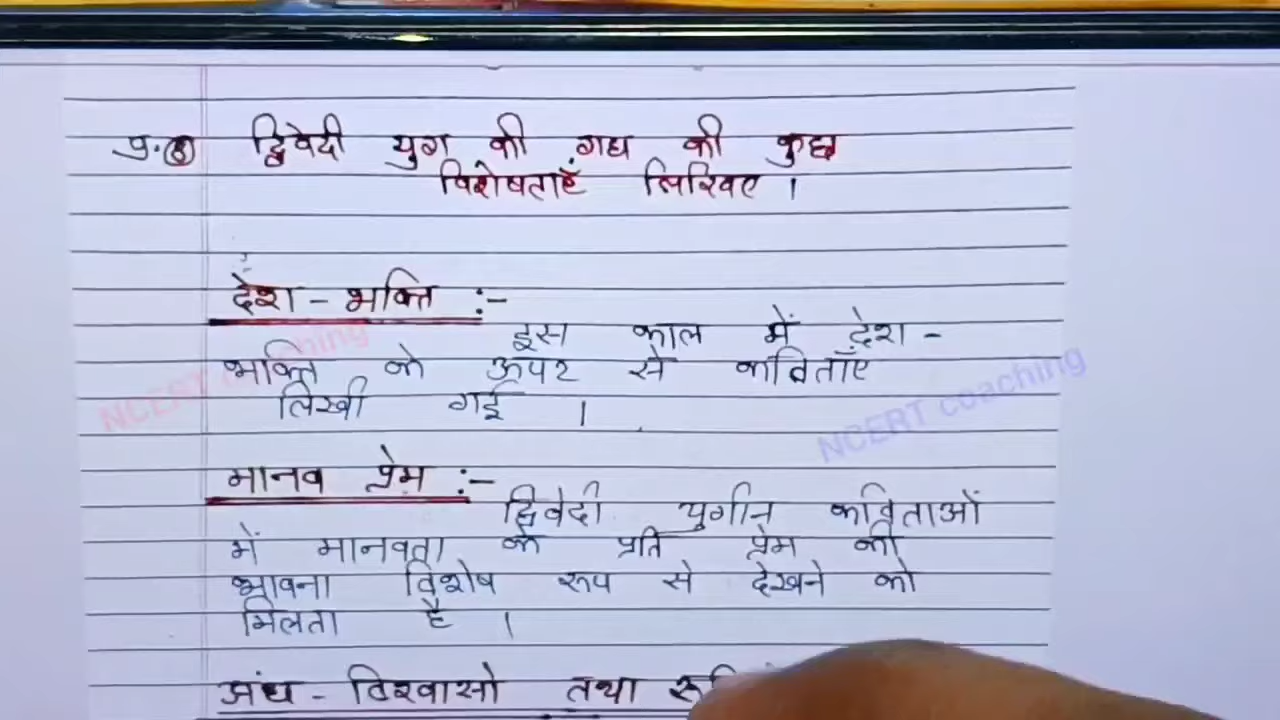 प्र.⑧ द्विवेदी युग की गद्य की कुछ
विशेषताएँ लिखिए ।
देश - भक्ति :-
इस काल में देश -
भक्ति को ऊपर से कविताएँ
लिखी गई ।
मानव प्रेम :-
द्विवेदी युगीन कविताओं
में मानवता के प्रति प्रेम की
भावना विशेष रूप से देखने को
मिलता है ।
अंध - विश्वासो तथा
NCERT coaching
NCERT coaching